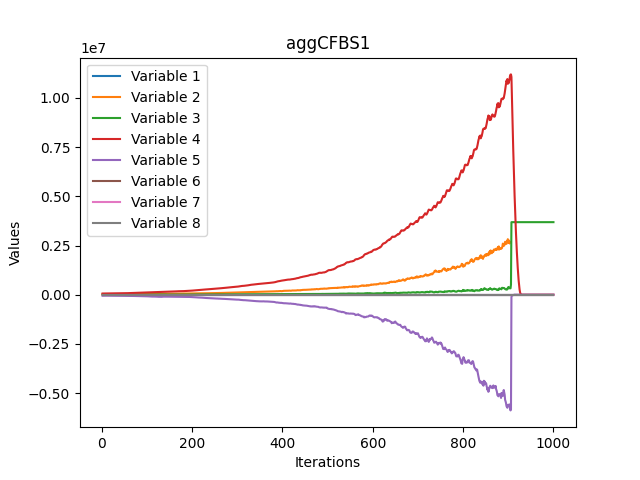 aggCFBS1
1e7
Variable 1
Variable 2
Variable 3
Variable 4
Variable 5
Variable 6
Variable 7
Variable 8
1.00
0.75
0.50
0.25
0.00
−0.25
−0.50
Values
0 200 400 600 800 1000
Iterations